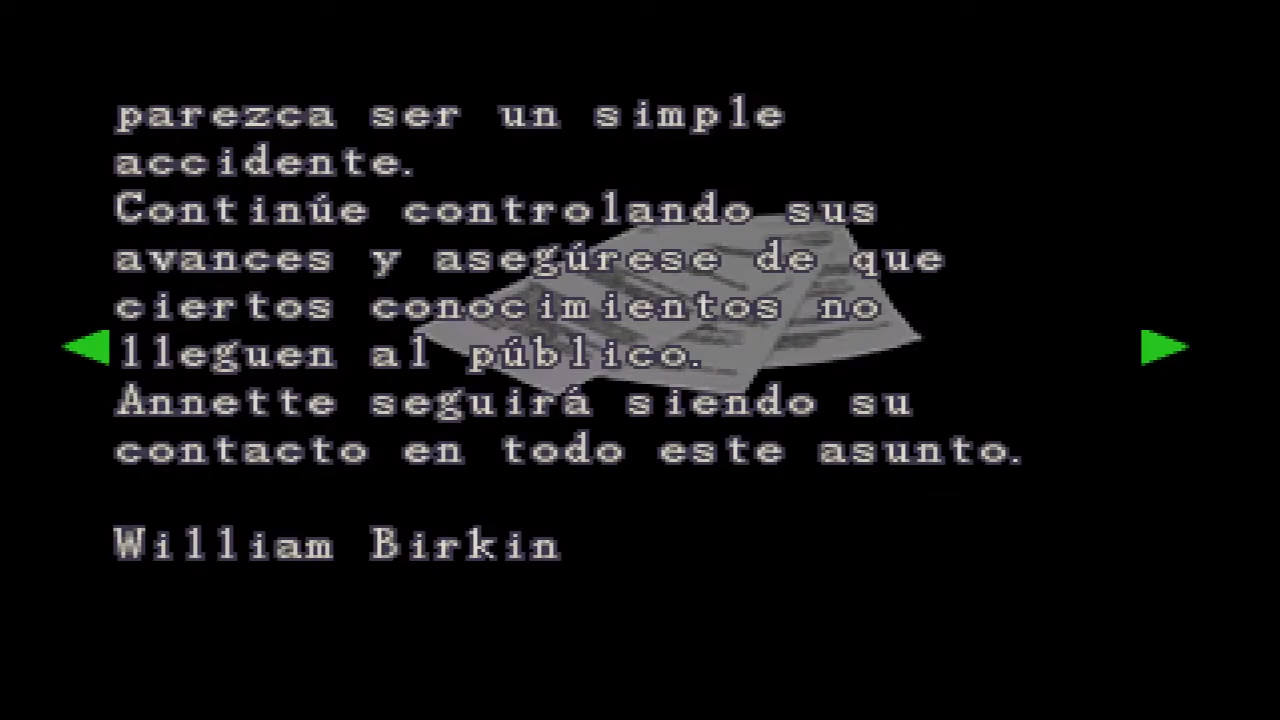 parezca ser un simple
accidente.
Continúe controlando sus
avances y asegúrese de que
ciertos conocimientos no
lleguen al público.
Annette seguirá siendo su
contacto en todo este asunto.
William Birkin